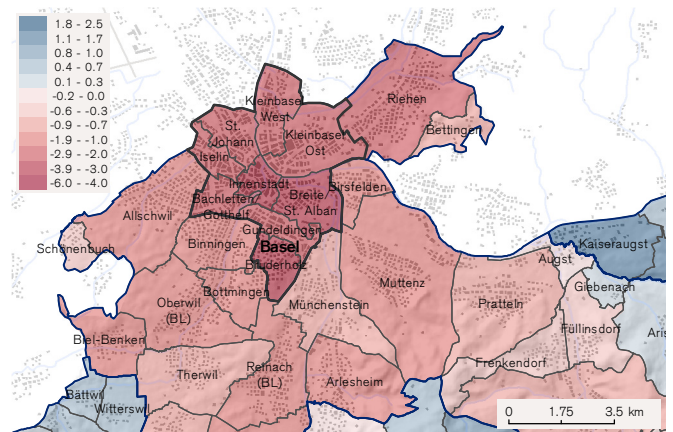 1.8 - 2.5
1.1 - 1.7
0.8 - 1.0
0.4 - 0.7
0.1 - 0.3
-0.2 - 0.0
-0.6 - -0.3
-0.9 - -0.7
-1.9 - -1.0
-2.9 - -2.0
-3.9 - -3.0
-6.0 - -4.0
Kleinbasel
West
Riehen
St.
Johann
Kleinbasel
Ost
Bettingen
Iselin
Innenstadt
Birsfelden
Bachletten
Breite
St. Alban
Gotthelf
Allschwil
Gundeldingen
Schönenbuch
Binningen
Basel
Kaiseraugst
Bruderholz
Augst
Muttenz
Giebenach
Bottmingen
Oberwil
(BL)
Münchenstein
Pratteln
Füllinsdorf
Aris
Biel-Benken
Frenkendorf
Therwil
Reinach
(BL)
Arlesheim
Bättwil
Witterswil
0 1.75 3.5 km